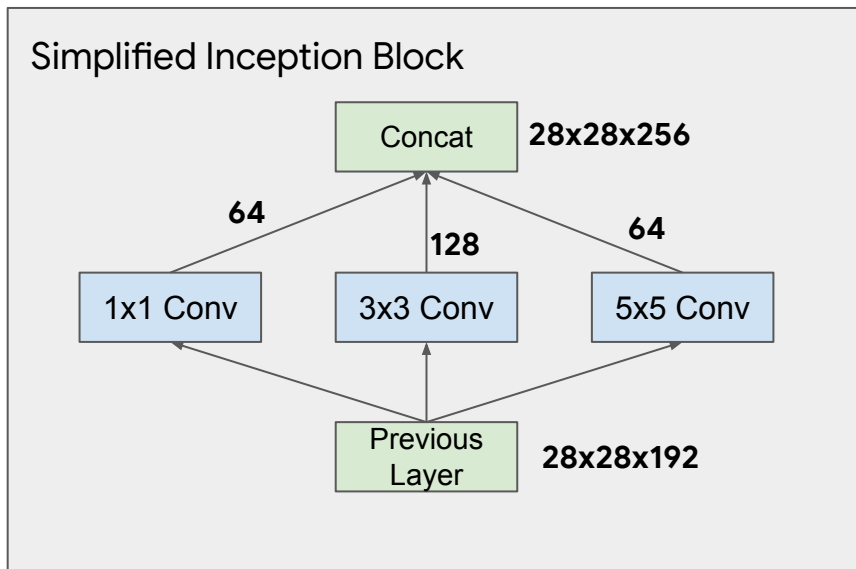 Simplified Inception Block
Concat
28x28x256
64
128
64
1x1 Conv
3x3 Conv
5x5 Conv
Previous
Layer
28x28x192